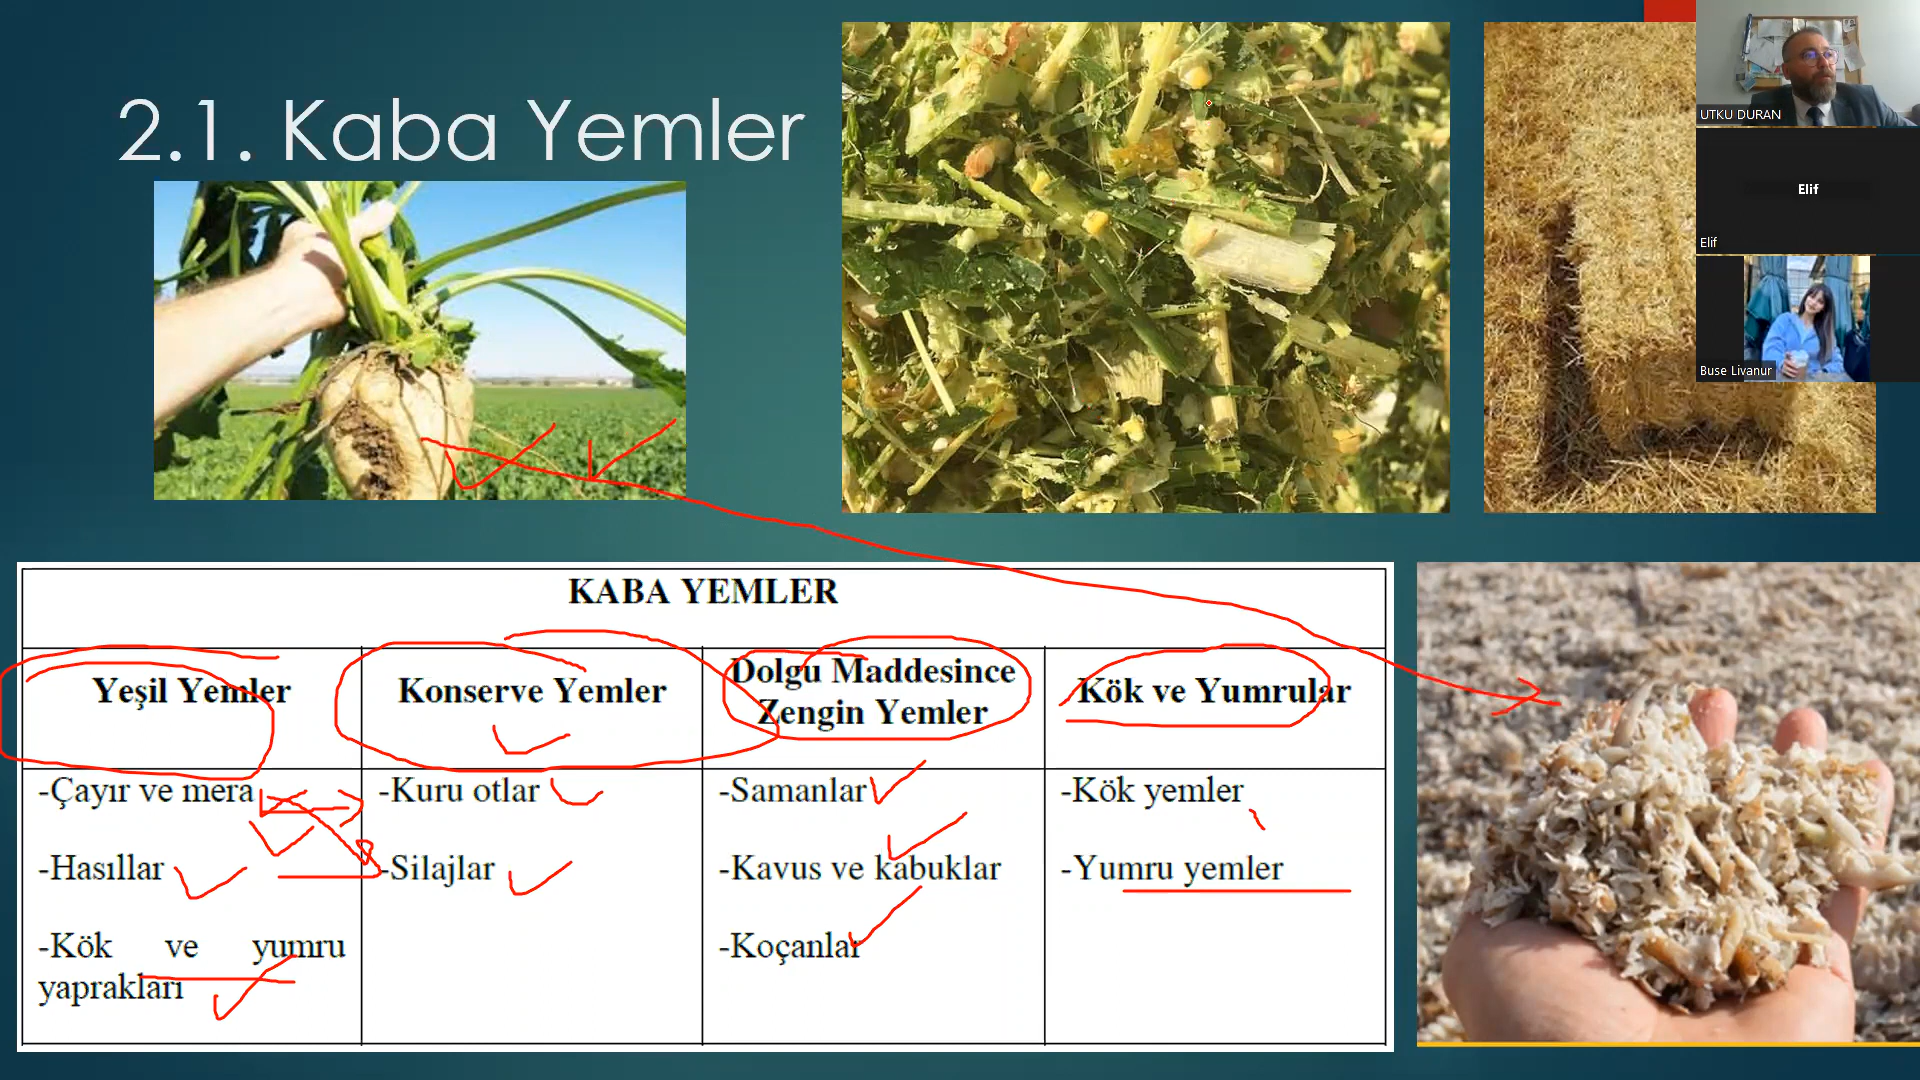 2.1. Kaba Yemler
UTKU DURAN
Elif
Elif
Buse Livanur
KABA YEMLER
Yeşil Yemler
Konserve Yemler
Dolgu Maddesince
Zengin Yemler
Kök ve Yumrular
-Çayır ve mera
-Hasıllar
-Kök ve yumru
yaprakları
-Kuru otlar
-Silajlar
-Samanlar
-Kavus ve kabuklar
-Koçanlar
-Kök yemler
-Yumru yemler